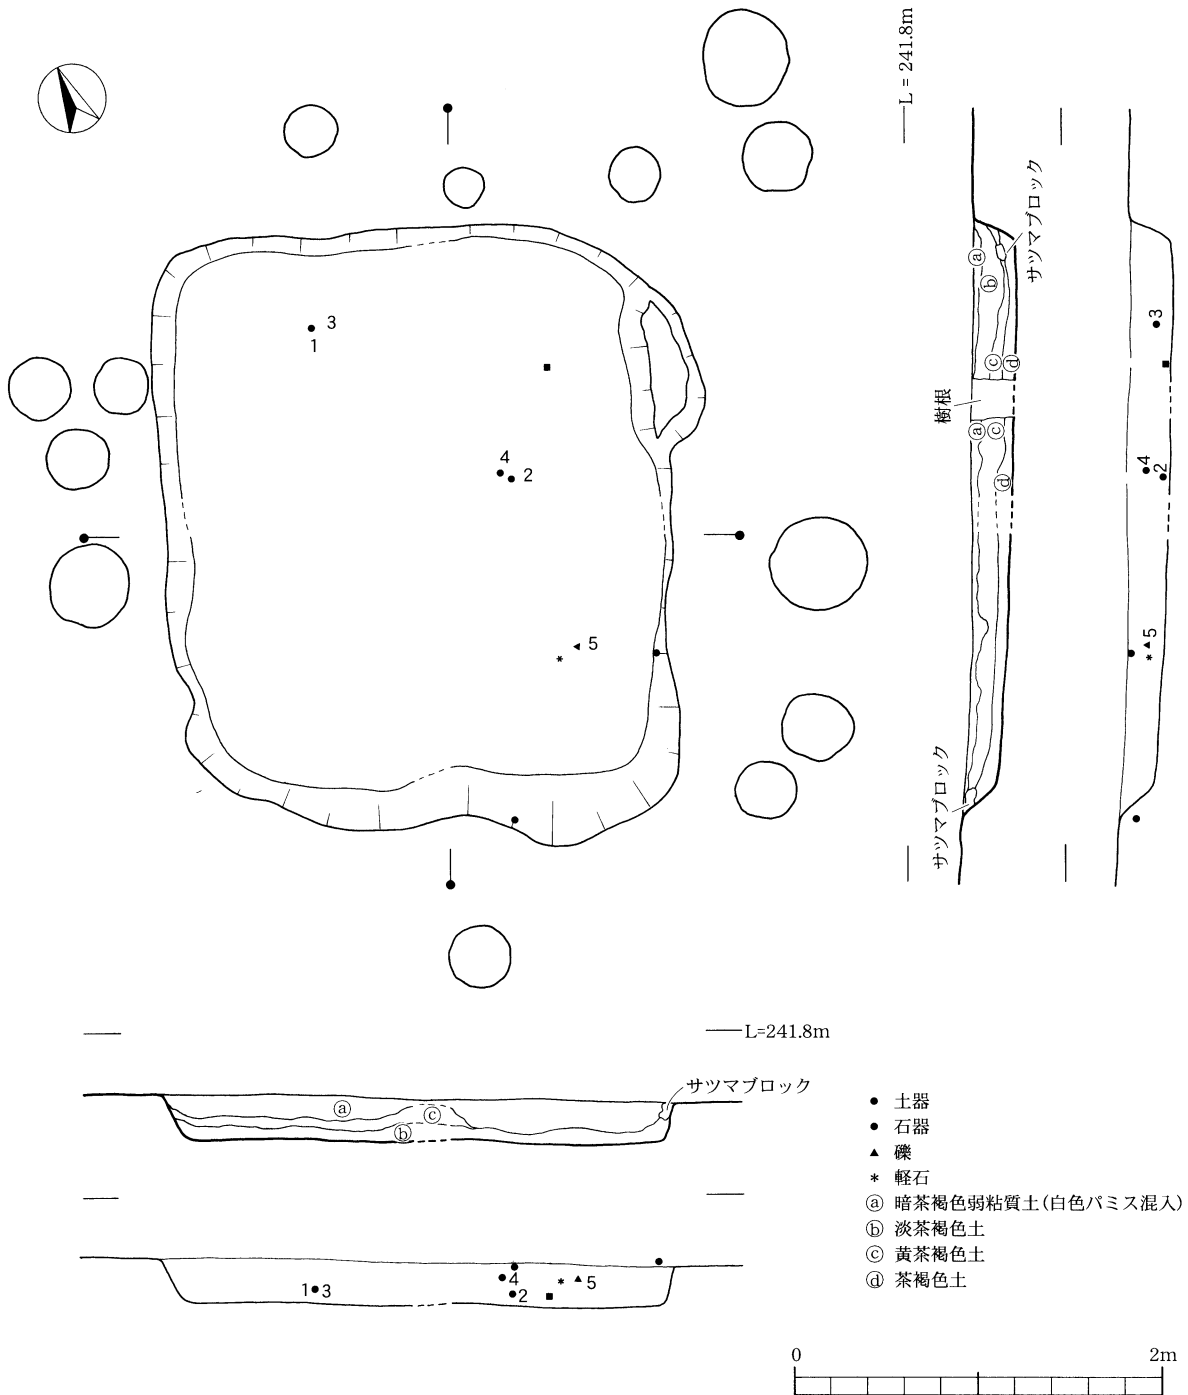 L = 241.8m
3
1
4
2
5
サツマブロック
ⓐ
ⓑ
ⓒ
ⓓ
樹根
ⓐ
ⓒ
ⓓ
サツマブロック
3
4
2
5
L=241.8m
サツマブロック
ⓐ
ⓒ
ⓑ
1
3
4
2
5
土器
石器
礫
* 軽石
ⓐ 暗茶褐色弱粘質土(白色パミス混入)
ⓑ 淡茶褐色土
ⓒ 黄茶褐色土
ⓓ 茶褐色土
0 2m